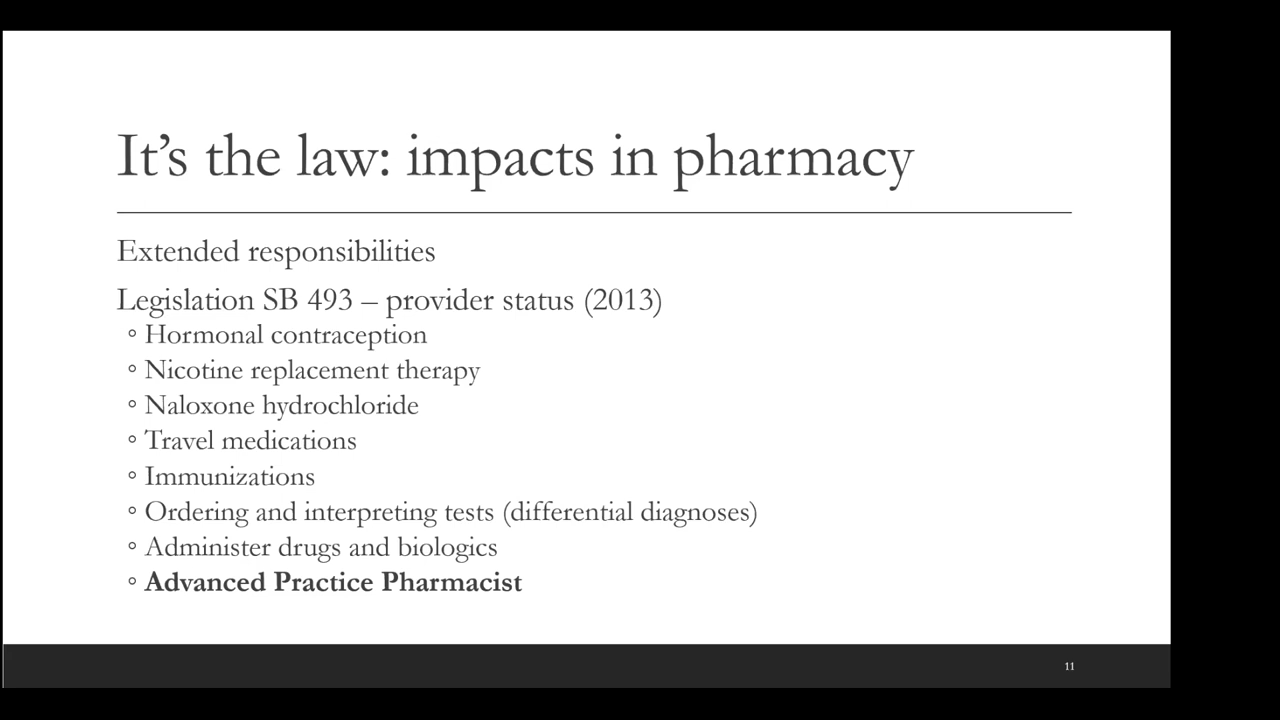 It’s the law: impacts in pharmacy
Extended responsibilities
Legislation SB 493 – provider status (2013)
◦ Hormonal contraception
◦ Nicotine replacement therapy
◦ Naloxone hydrochloride
◦ Travel medications
◦ Immunizations
◦ Ordering and interpreting tests (differential diagnoses)
◦ Administer drugs and biologics
◦ Advanced Practice Pharmacist
11